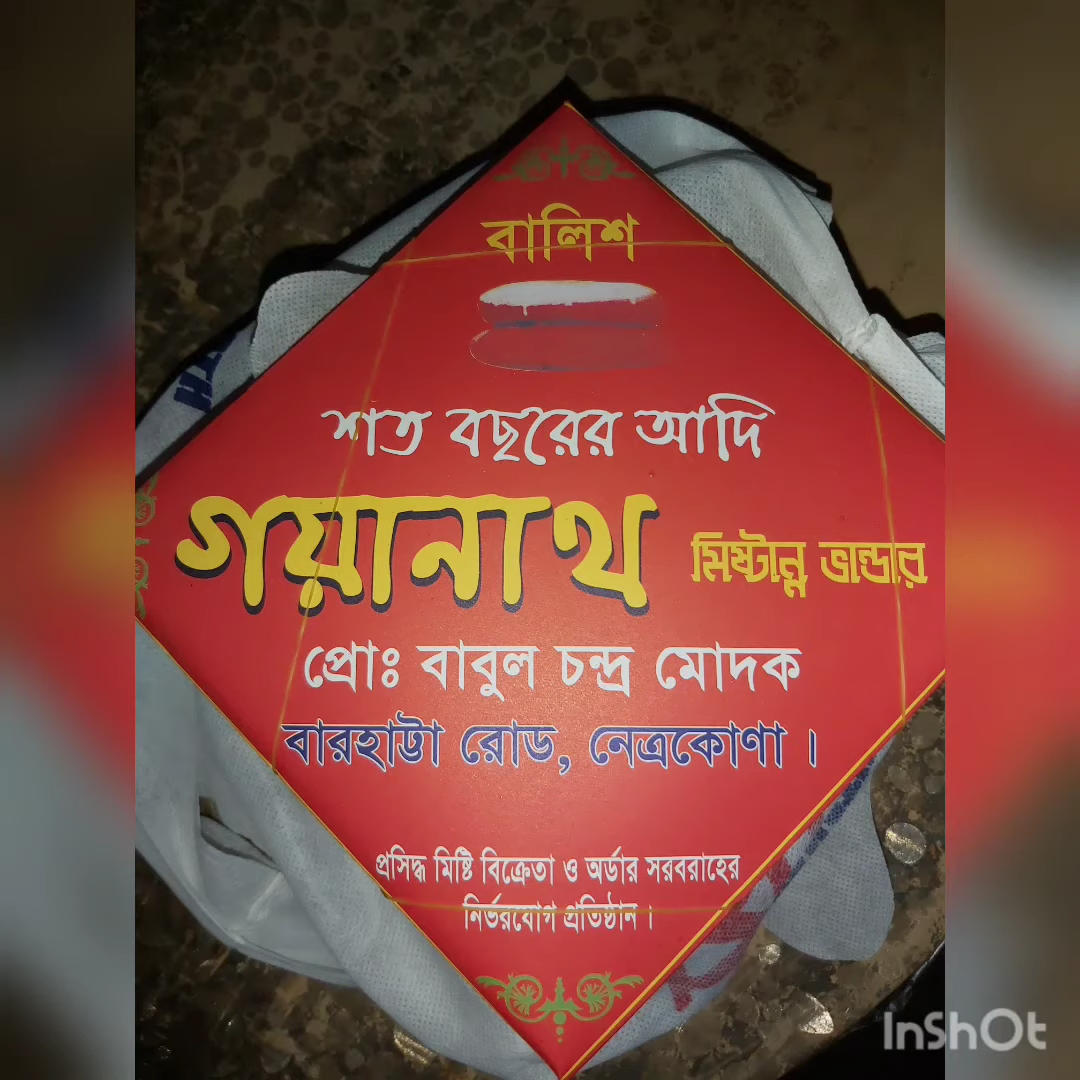 বালিশ
শত বছরের আদি
গয়ানাথ মিষ্টান্ন ভান্ডার
প্রোঃ বাবুল চন্দ্র মোদক
বারহাট্টা রোড, নেত্রকোণা ।
প্রসিদ্ধ মিষ্টি বিক্রেতা ও অর্ডার সরবরাহের
নির্ভরযোগ প্রতিষ্ঠান ।
InShOt